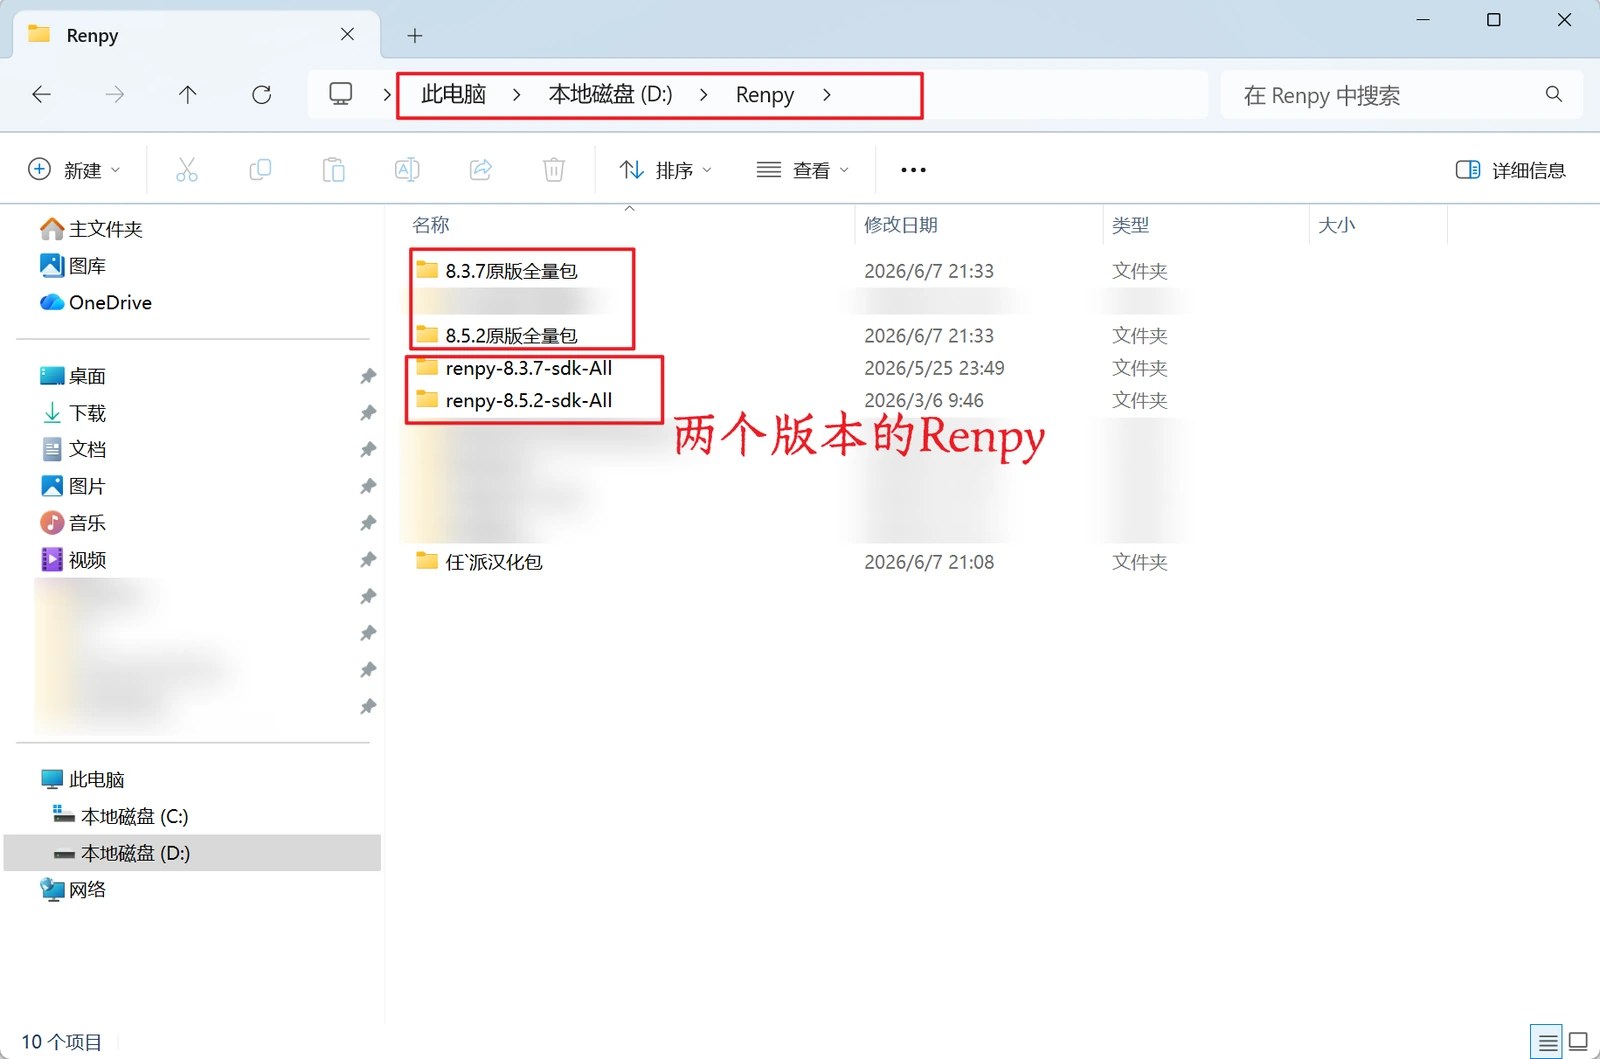 Renpy
此电脑 > 本地磁盘 (D:) > Renpy >
在 Renpy 中搜索
新建
排序
查看
详细信息
名称 修改日期 类型 大小
8.3.7原版全量包 2026/6/7 21:33 文件夹
8.5.2原版全量包 2026/6/7 21:33 文件夹
renpy-8.3.7-sdk-All 2026/5/25 23:49 文件夹
renpy-8.5.2-sdk-All 2026/3/6 9:46 文件夹
两个版本的Renpy
任`派汉化包 2026/6/7 21:08 文件夹
主文件夹
图库
OneDrive
桌面
下载
文档
图片
音乐
视频
此电脑
本地磁盘 (C:)
本地磁盘 (D:)
网络
10 个项目